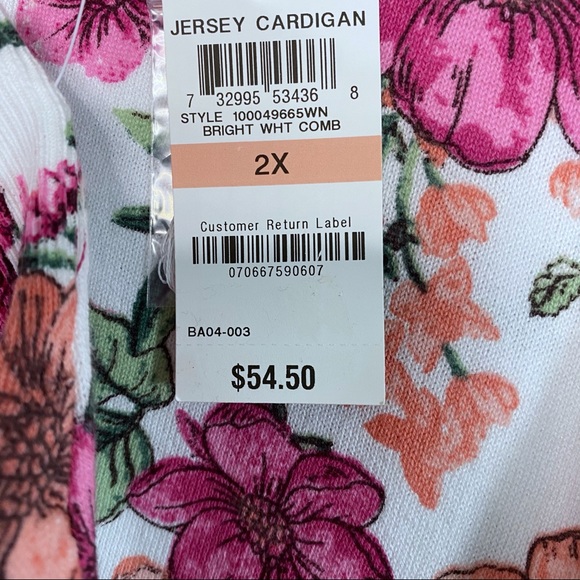 JERSEY CARDIGAN
7 32995 53436 8
STYLE 100049665WN
BRIGHT WHT COMB
2X
Customer Return Label
070667590607
BA04-003
$54.50